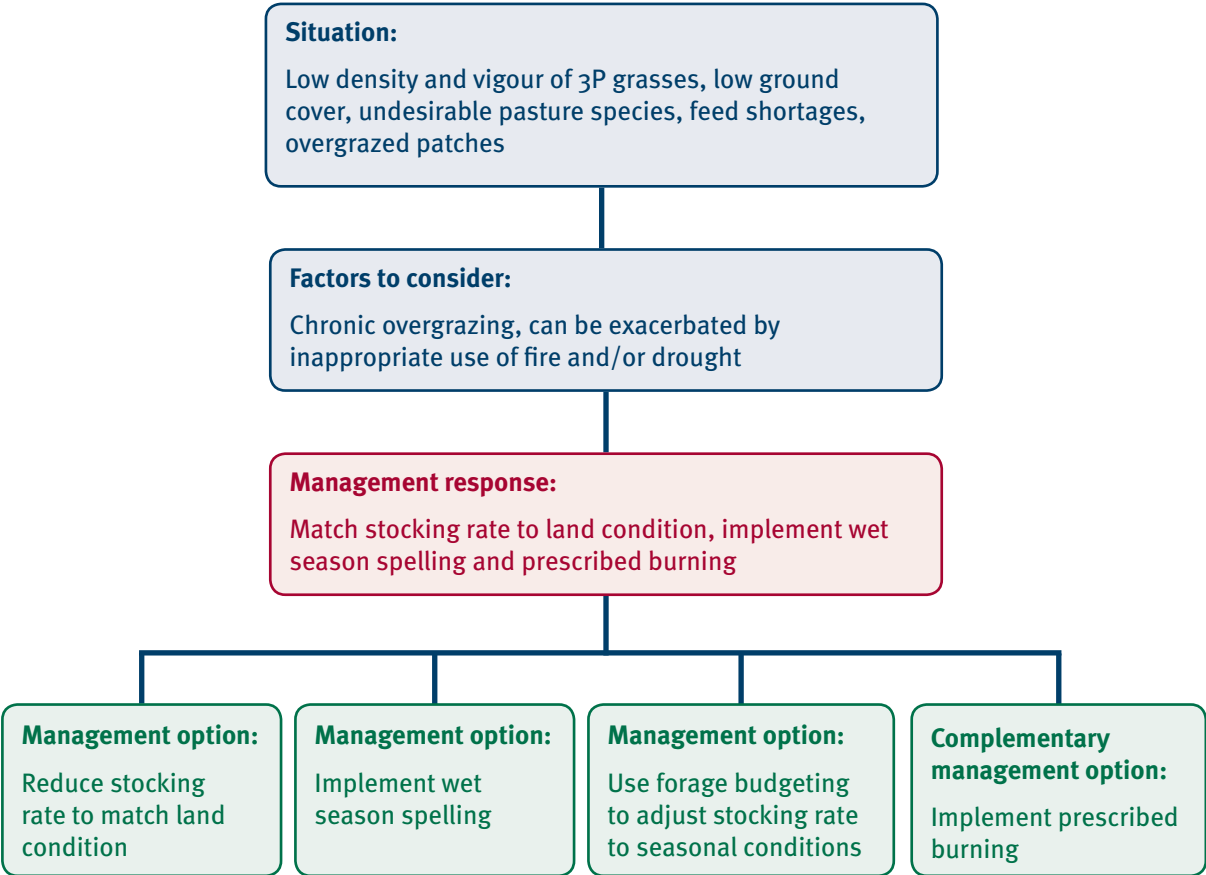 Situation:
Low density and vigour of 3P grasses, low ground
cover, undesirable pasture species, feed shortages,
overgrazed patches
Factors to consider:
Chronic overgrazing, can be exacerbated by
inappropriate use of fire and/or drought
Management response:
Match stocking rate to land condition, implement wet
season spelling and prescribed burning
Management option:
Reduce stocking
rate to match land
condition
Management option:
Implement wet
season spelling
Management option:
Use forage budgeting
to adjust stocking rate
to seasonal conditions
Complementary
management option:
Implement prescribed
burning